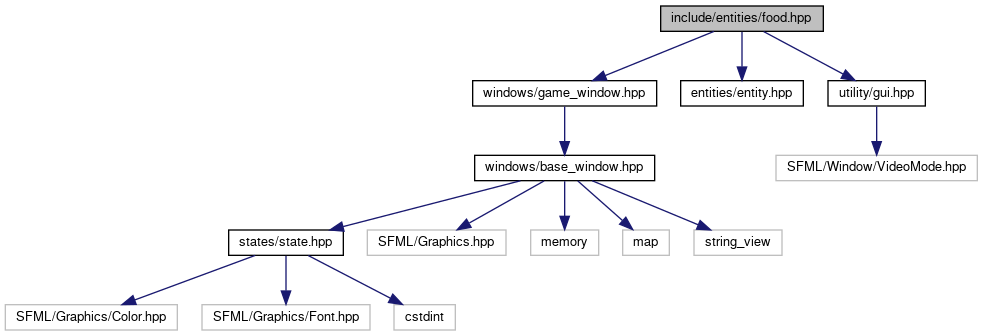 include/entities/food.hpp
windows/game_window.hpp
entities/entity.hpp
utility/gui.hpp
windows/base_window.hpp
SFML/Window/VideoMode.hpp
states/state.hpp
SFML/Graphics.hpp
memory
map
string_view
SFML/Graphics/Color.hpp
SFML/Graphics/Font.hpp
cstdint